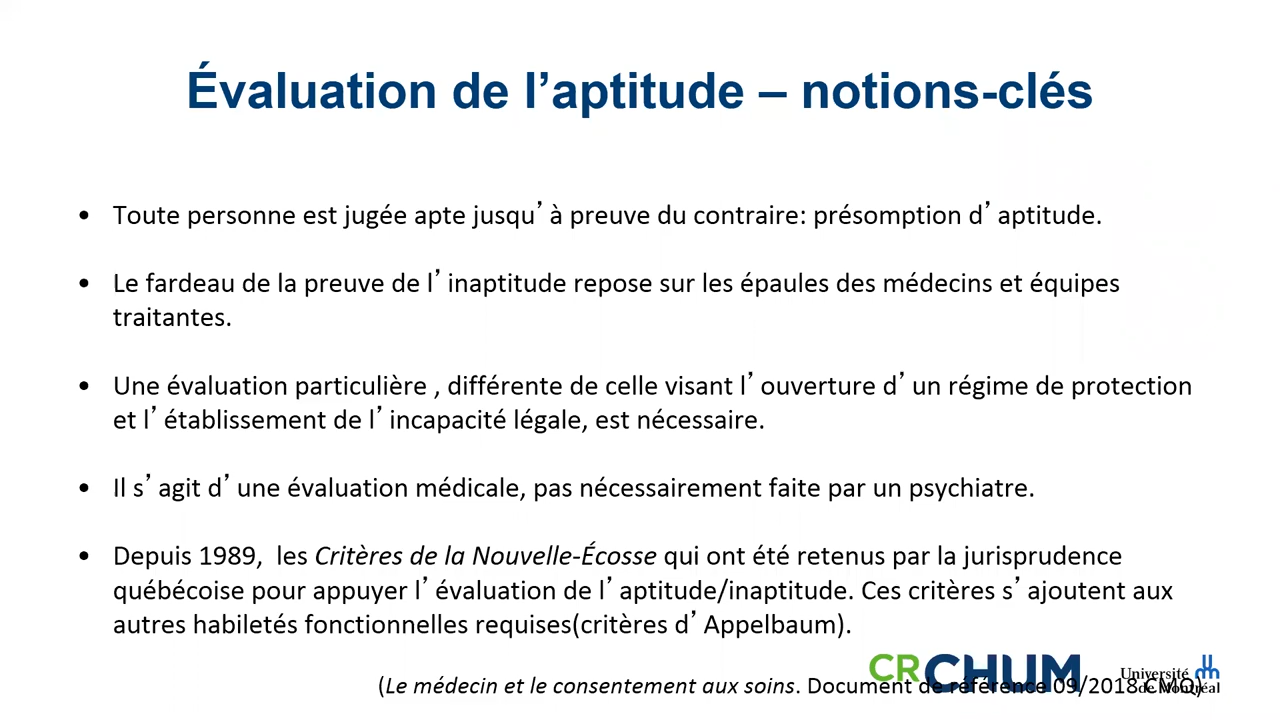 Évaluation de l’aptitude – notions-clés
• Toute personne est jugée apte jusqu’à preuve du contraire: présomption d’aptitude.
• Le fardeau de la preuve de l’inaptitude repose sur les épaules des médecins et équipes
traitantes.
• Une évaluation particulière , différente de celle visant l’ouverture d’un régime de protection
et l’établissement de l’incapacité légale, est nécessaire.
• Il s’agit d’une évaluation médicale, pas nécessairement faite par un psychiatre.
• Depuis 1989,  les Critères de la Nouvelle-Écosse qui ont été retenus par la jurisprudence
québécoise pour appuyer l’évaluation de l’aptitude/inaptitude. Ces critères s’ajoutent aux
autres habiletés fonctionnelles requises(critères d’Appelbaum).
(Le médecin et le consentement aux soins. Document de référence 09/2018 CMQ)
CRCHUM
Université
de Montréal